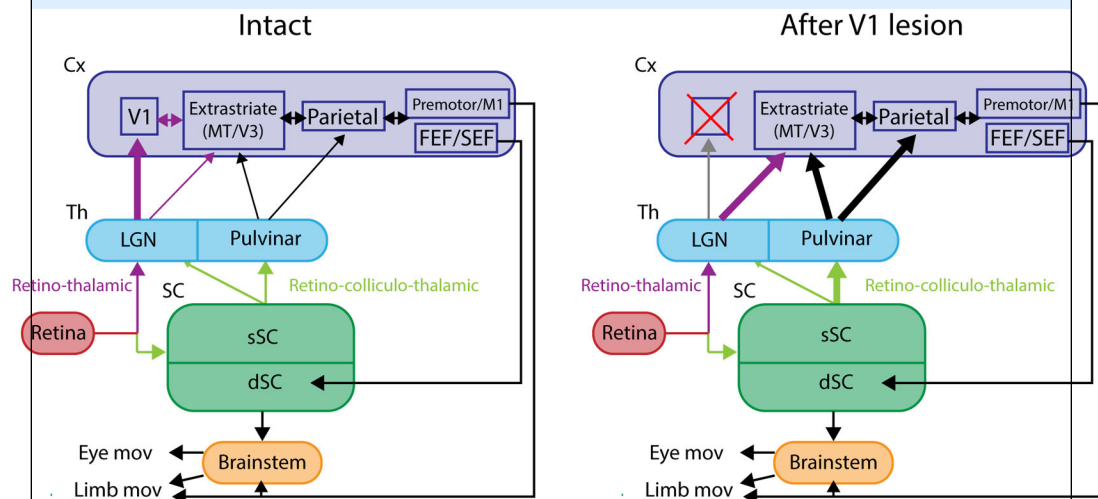 Intact
Cx
V1
Extrastriate
(MT/V3)
Parietal
Premotor/M1
FEF/SEF
Th
LGN
Pulvinar
Retino-thalamic
SC
Retino-colliculo-thalamic
Retina
sSC
dSC
Eye mov
Brainstem
Limb mov
After V1 lesion
Cx
Extrastriate
(MT/V3)
Parietal
Premotor/M1
FEF/SEF
Th
LGN
Pulvinar
Retino-thalamic
SC
Retino-colliculo-thalamic
Retina
sSC
dSC
Eye mov
Brainstem
Limb mov